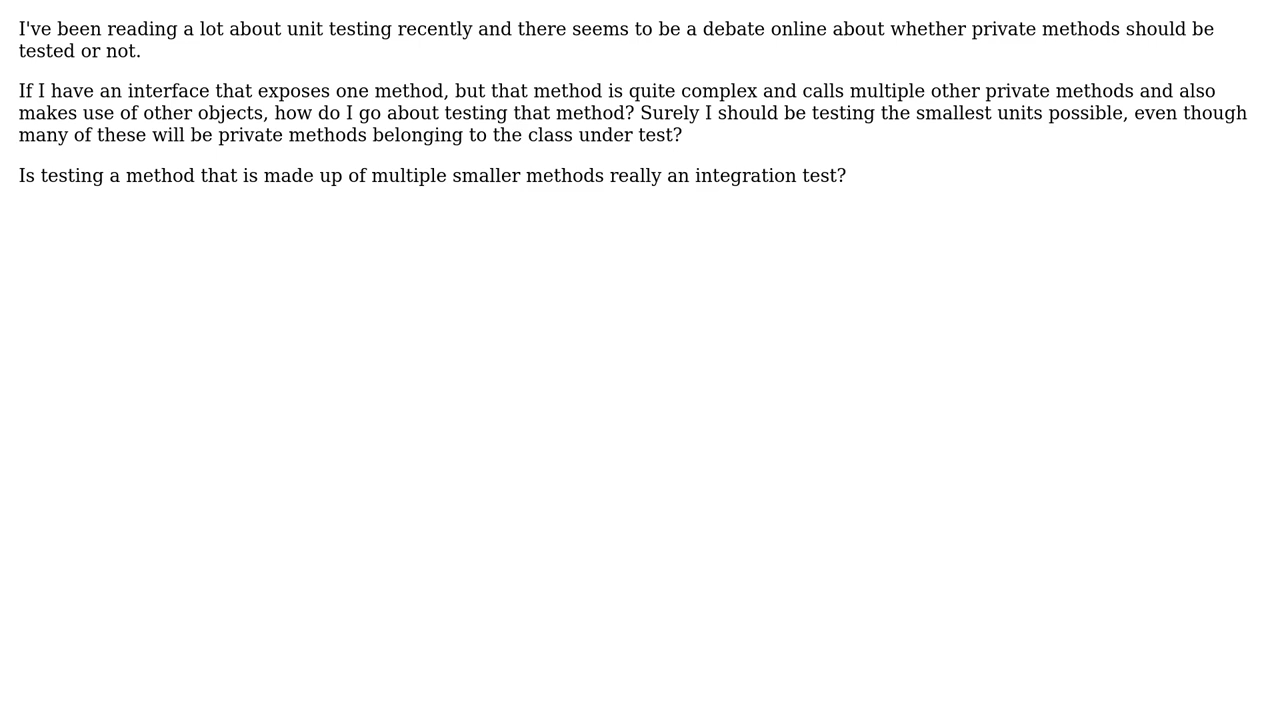 I've been reading a lot about unit testing recently and there seems to be a debate online about whether private methods should be
tested or not.
If I have an interface that exposes one method, but that method is quite complex and calls multiple other private methods and also
makes use of other objects, how do I go about testing that method? Surely I should be testing the smallest units possible, even though
many of these will be private methods belonging to the class under test?
Is testing a method that is made up of multiple smaller methods really an integration test?